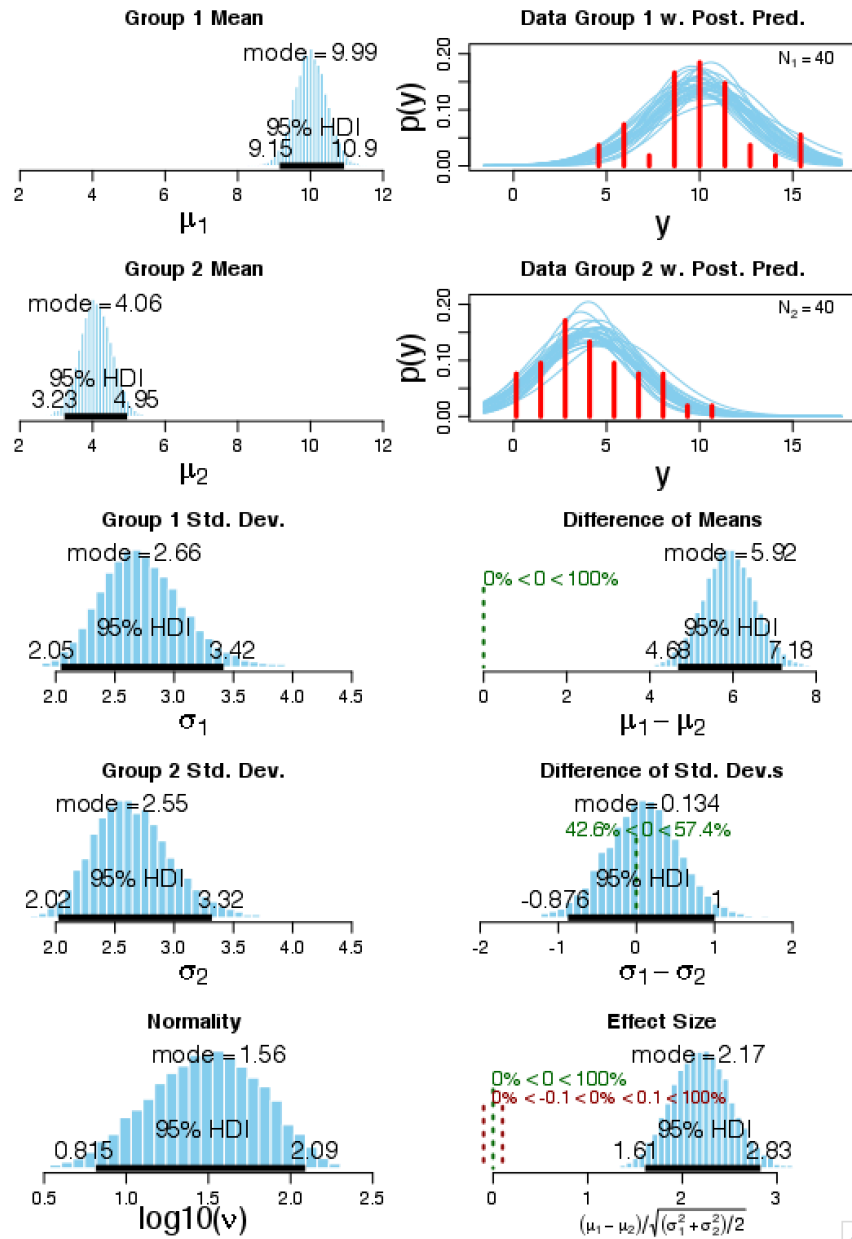 Group 1 Mean
mode = 9.99
95% HDI
9.15 10.9
2 4 6 8 10 12
μ1
Data Group 1 w. Post. Pred.
N1 = 40
p(y)
0.00 0.10 0.20
0 5 10 15
y
Group 2 Mean
mode = 4.06
95% HDI
3.23 4.95
2 4 6 8 10 12
μ2
Data Group 2 w. Post. Pred.
N2 = 40
p(y)
0.00 0.10 0.20
0 5 10 15
y
Group 1 Std. Dev.
mode = 2.66
95% HDI
2.05 3.42
2.0 2.5 3.0 3.5 4.0 4.5
σ1
Difference of Means
mode = 5.92
0% < 0 < 100%
95% HDI
4.68 7.18
0 2 4 6 8
μ1 − μ2
Group 2 Std. Dev.
mode = 2.55
95% HDI
2.02 3.32
2.0 2.5 3.0 3.5 4.0 4.5
σ2
Difference of Std. Dev.s
mode = 0.134
42.6% < 0 < 57.4%
95% HDI
-0.876 1
-2 -1 0 1 2
σ1 − σ2
Normality
mode = 1.56
95% HDI
0.815 2.09
0.5 1.0 1.5 2.0 2.5
log10(ν)
Effect Size
mode = 2.17
0% < 0 < 100%
0% < -0.1 < 0% < 0.1 < 100%
95% HDI
1.61 2.83
0 1 2 3
(μ1 − μ2)/√(σ1² + σ2²)/2